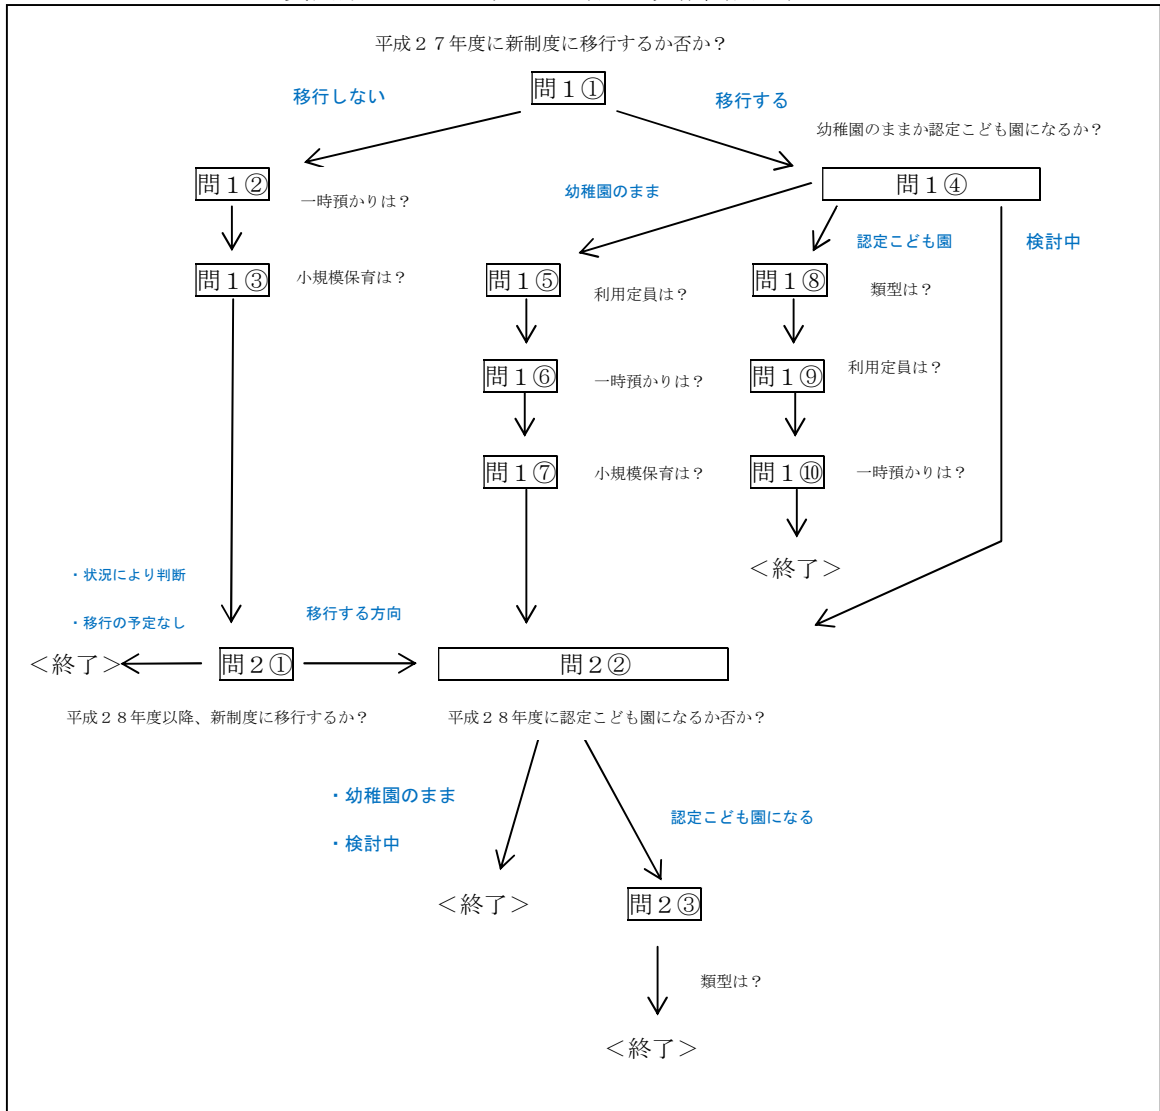 平成２７年度に新制度に移行するか否か？
問１①
移行しない
移行する
幼稚園のままか認定こども園になるか？
問１②
一時預かりは？
幼稚園のまま
問１④
認定こども園
検討中
問１③
小規模保育は？
問１⑤
利用定員は？
問１⑧
類型は？
問１⑥
一時預かりは？
問１⑨
利用定員は？
問１⑦
小規模保育は？
問１⑩
一時預かりは？
＜終了＞
・状況により判断
・移行の予定なし
移行する方向
＜終了＞
問２①
問２②
平成２８年度以降、新制度に移行するか？
平成２８年度に認定こども園になるか否か？
・幼稚園のまま
・検討中
認定こども園になる
＜終了＞
問２③
類型は？
＜終了＞